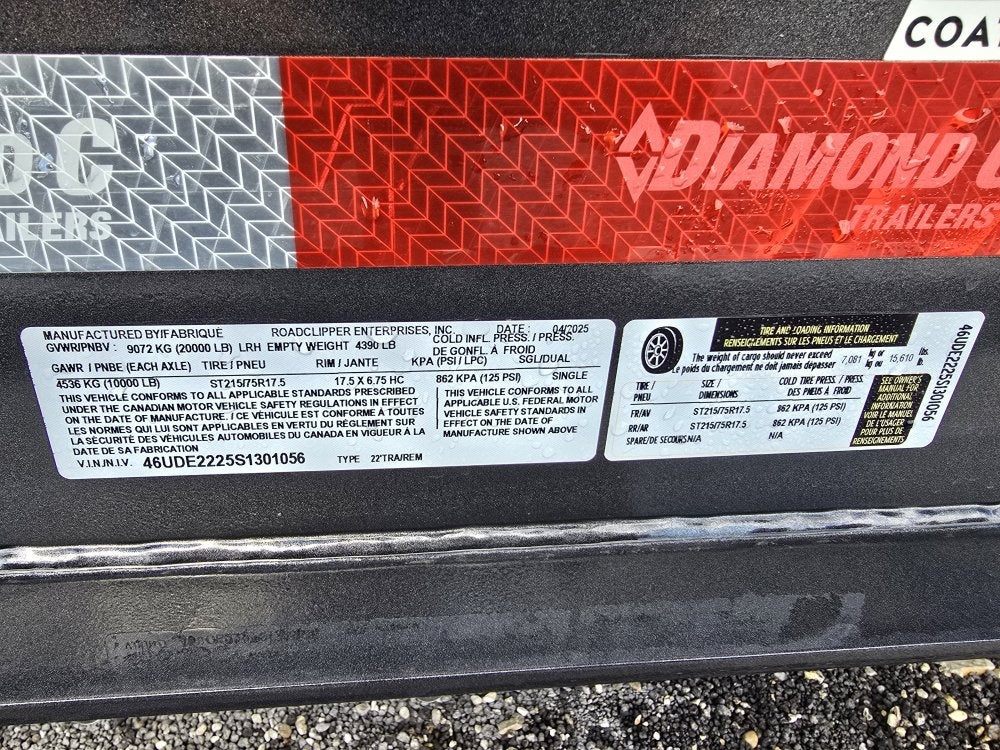 COAT
D C
AILERS
DIAMOND C
TRAILERS
MANUFACTURED BY/FABRIQUÉ ROADCLIPPER ENTERPRISES, INC. DATE: 04/2025
GVWR/PNBV: 9072 KG (20000 LB) LRH EMPTY WEIGHT 4390 LB
COLD INFL. PRESS. / PRESS.
DE GONFL. À FROID
GAWR / PNBE (EACH AXLE) TIRE / PNEU RIM / JANTE KPA (PSI / LPC) SGL/DUAL
4536 KG (10000 LB) ST215/75R17.5 17.5 X 6.75 HC 862 KPA (125 PSI) SINGLE
THIS VEHICLE CONFORMS TO ALL APPLICABLE STANDARDS PRESCRIBED
UNDER THE CANADIAN MOTOR VEHICLE SAFETY REGULATIONS IN EFFECT
ON THE DATE OF MANUFACTURE. / CE VÉHICULE EST CONFORME À TOUTES
LES NORMES QUI LUI SONT APPLICABLES EN VERTU DU RÈGLEMENT SUR
LA SÉCURITÉ DES VÉHICULES AUTOMOBILES DU CANADA EN VIGUEUR À LA
DATE DE SA FABRICATION
THIS VEHICLE CONFORMS TO ALL
APPLICABLE U.S. FEDERAL MOTOR
VEHICLE SAFETY STANDARDS IN
EFFECT ON THE DATE OF
MANUFACTURE SHOWN ABOVE
V.I.N./N.I.V. 46UDE2225S1301056 TYPE 22'TRA/REM
TIRE AND LOADING INFORMATION
RENSEIGNEMENTS SUR LES PNEUS ET LE CHARGEMENT
The weight of cargo should never exceed
Le poids du chargement ne doit jamais dépasser
7,081 kg or kg ou 15,610 lbs. lb.
TIRE / PNEU
SIZE / DIMENSIONS
COLD TIRE PRESS. / PRESS. DES PNEUS À FROID
FR/AV ST215/75R17.5 862 KPA (125 PSI)
RR/AR ST215/75R17.5 862 KPA (125 PSI)
SPARE/DE SECOURS N/A N/A
SEE OWNER'S
MANUAL FOR
ADDITIONAL
INFORMATION
VOIR LE MANUEL
DE L'USAGER
POUR PLUS DE
RENSEIGNEMENTS
46UDE2225S1301056